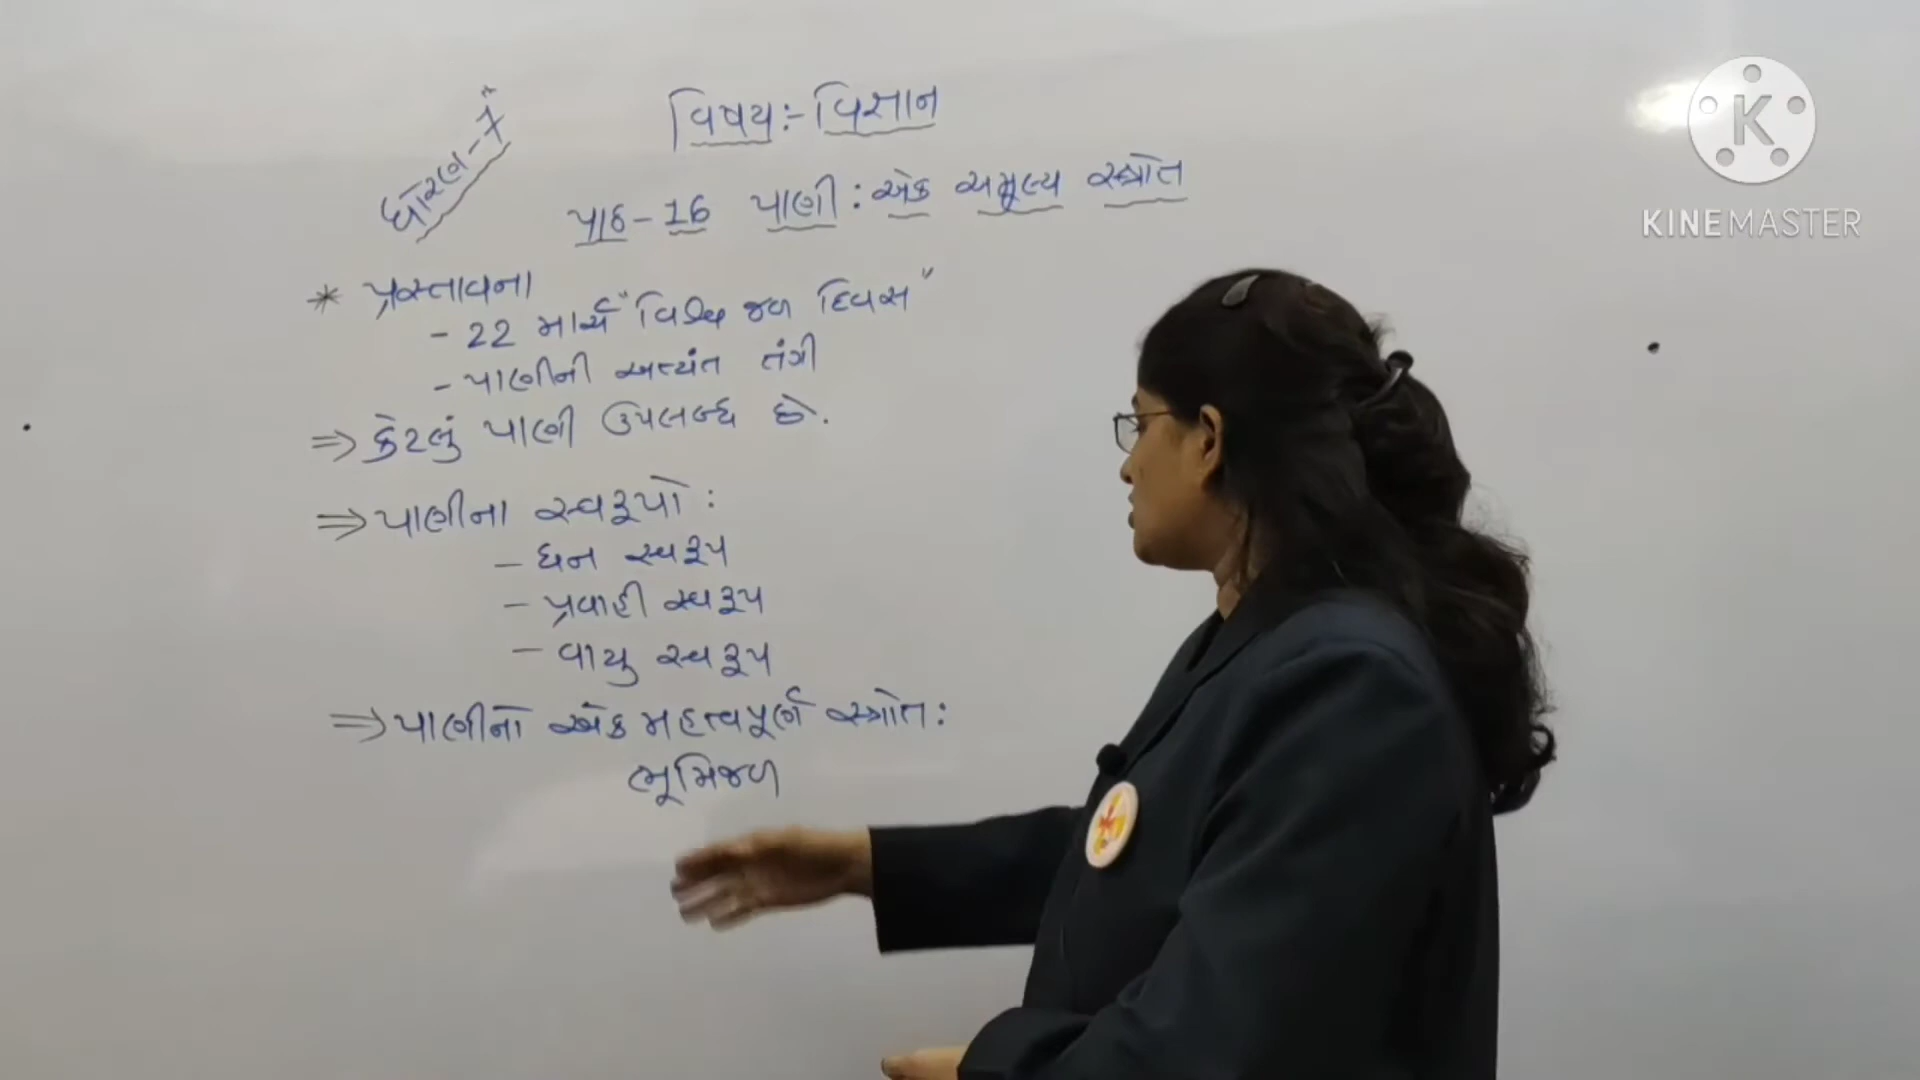 ધોરણ-7
વિષય:- વિજ્ઞાન
પાઠ-16 પાણી: એક અમૂલ્ય સ્ત્રોત
* પ્રસ્તાવના
- 22 માર્ચ "વિશ્વ જળ દિવસ"
- પાણીની અત્યંત તંગી
⇒ કેટલું પાણી ઉપલબ્ધ છે.
⇒ પાણીના સ્વરૂપો:
- ઘન સ્વરૂપ
- પ્રવાહી સ્વરૂપ
- વાયુ સ્વરૂપ
⇒ પાણીનો એક મહત્વપૂર્ણ સ્ત્રોત:
ભૂમિજળ
K
KINEMASTER